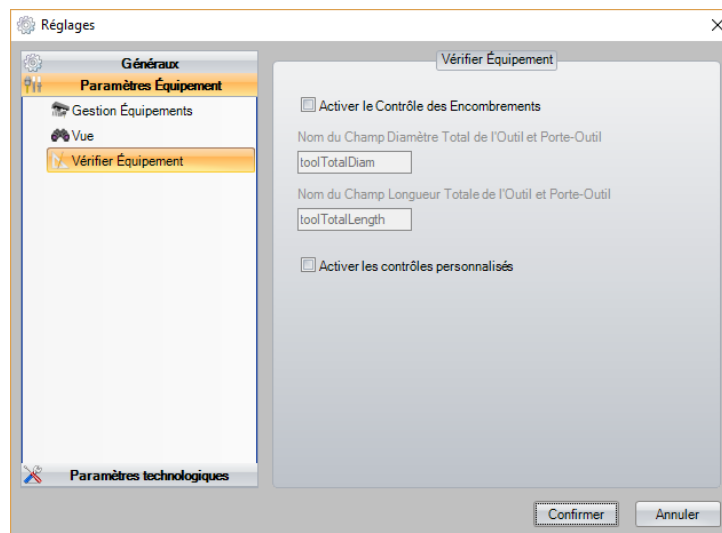 Réglages
Généraux
Paramètres Équipement
Gestion Équipements
Vue
Vérifier Équipement
Paramètres technologiques
Vérifier Équipement
Activer le Contrôle des Encombrements
Nom du Champ Diamètre Total de l'Outil et Porte-Outil
toolTotalDiam
Nom du Champ Longueur Totale de l'Outil et Porte-Outil
toolTotalLength
Activer les contrôles personnalisés
Confirmer
Annuler